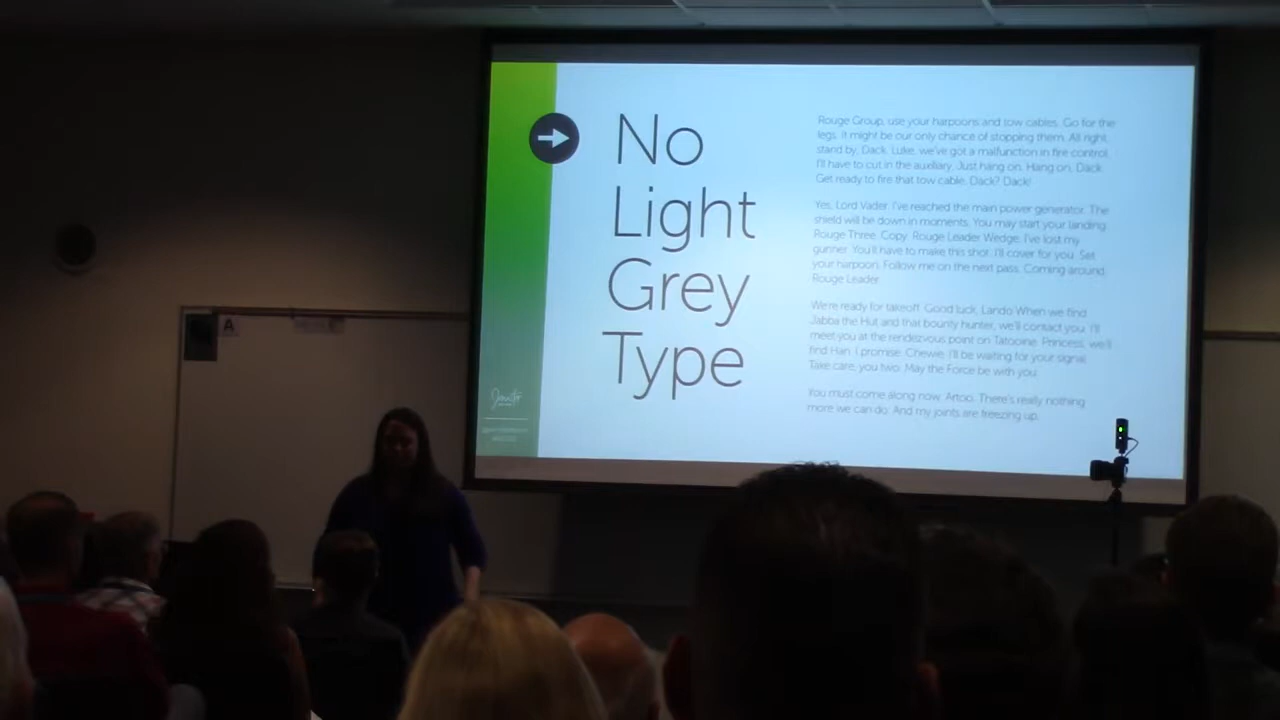 No
Light
Grey
Type
Rouge Group, use your harpoons and tow cables. Go for the
legs. It might be our only chance of stopping them. All right,
stand by, Dack. Luke, we've got a malfunction in fire control.
I'll have to cut in the auxiliary. Just hang on. Hang on, Dack.
Get ready to fire that tow cable. Dack? Dack!
Yes, Lord Vader. I've reached the main power generator. The
shield will be down in moments. You may start your landing.
Rouge Three. Copy. Rouge Leader Wedge. I've lost my
gunner. You'll have to make this shot. I'll cover for you. Set
your harpoon. Follow me on the next pass. Coming around,
Rouge Leader.
We're ready for takeoff. Good luck, Lando When we find
Jabba the Hut and that bounty hunter, we'll contact you. I'll
meet you at the rendezvous point on Tatooine. Princess, we'll
find Han. I promise. Chewie, I'll be waiting for your signal.
Take care, you two. May the Force be with you.
You must come along now, Artoo. There's really nothing
more we can do. And my joints are freezing up.
A